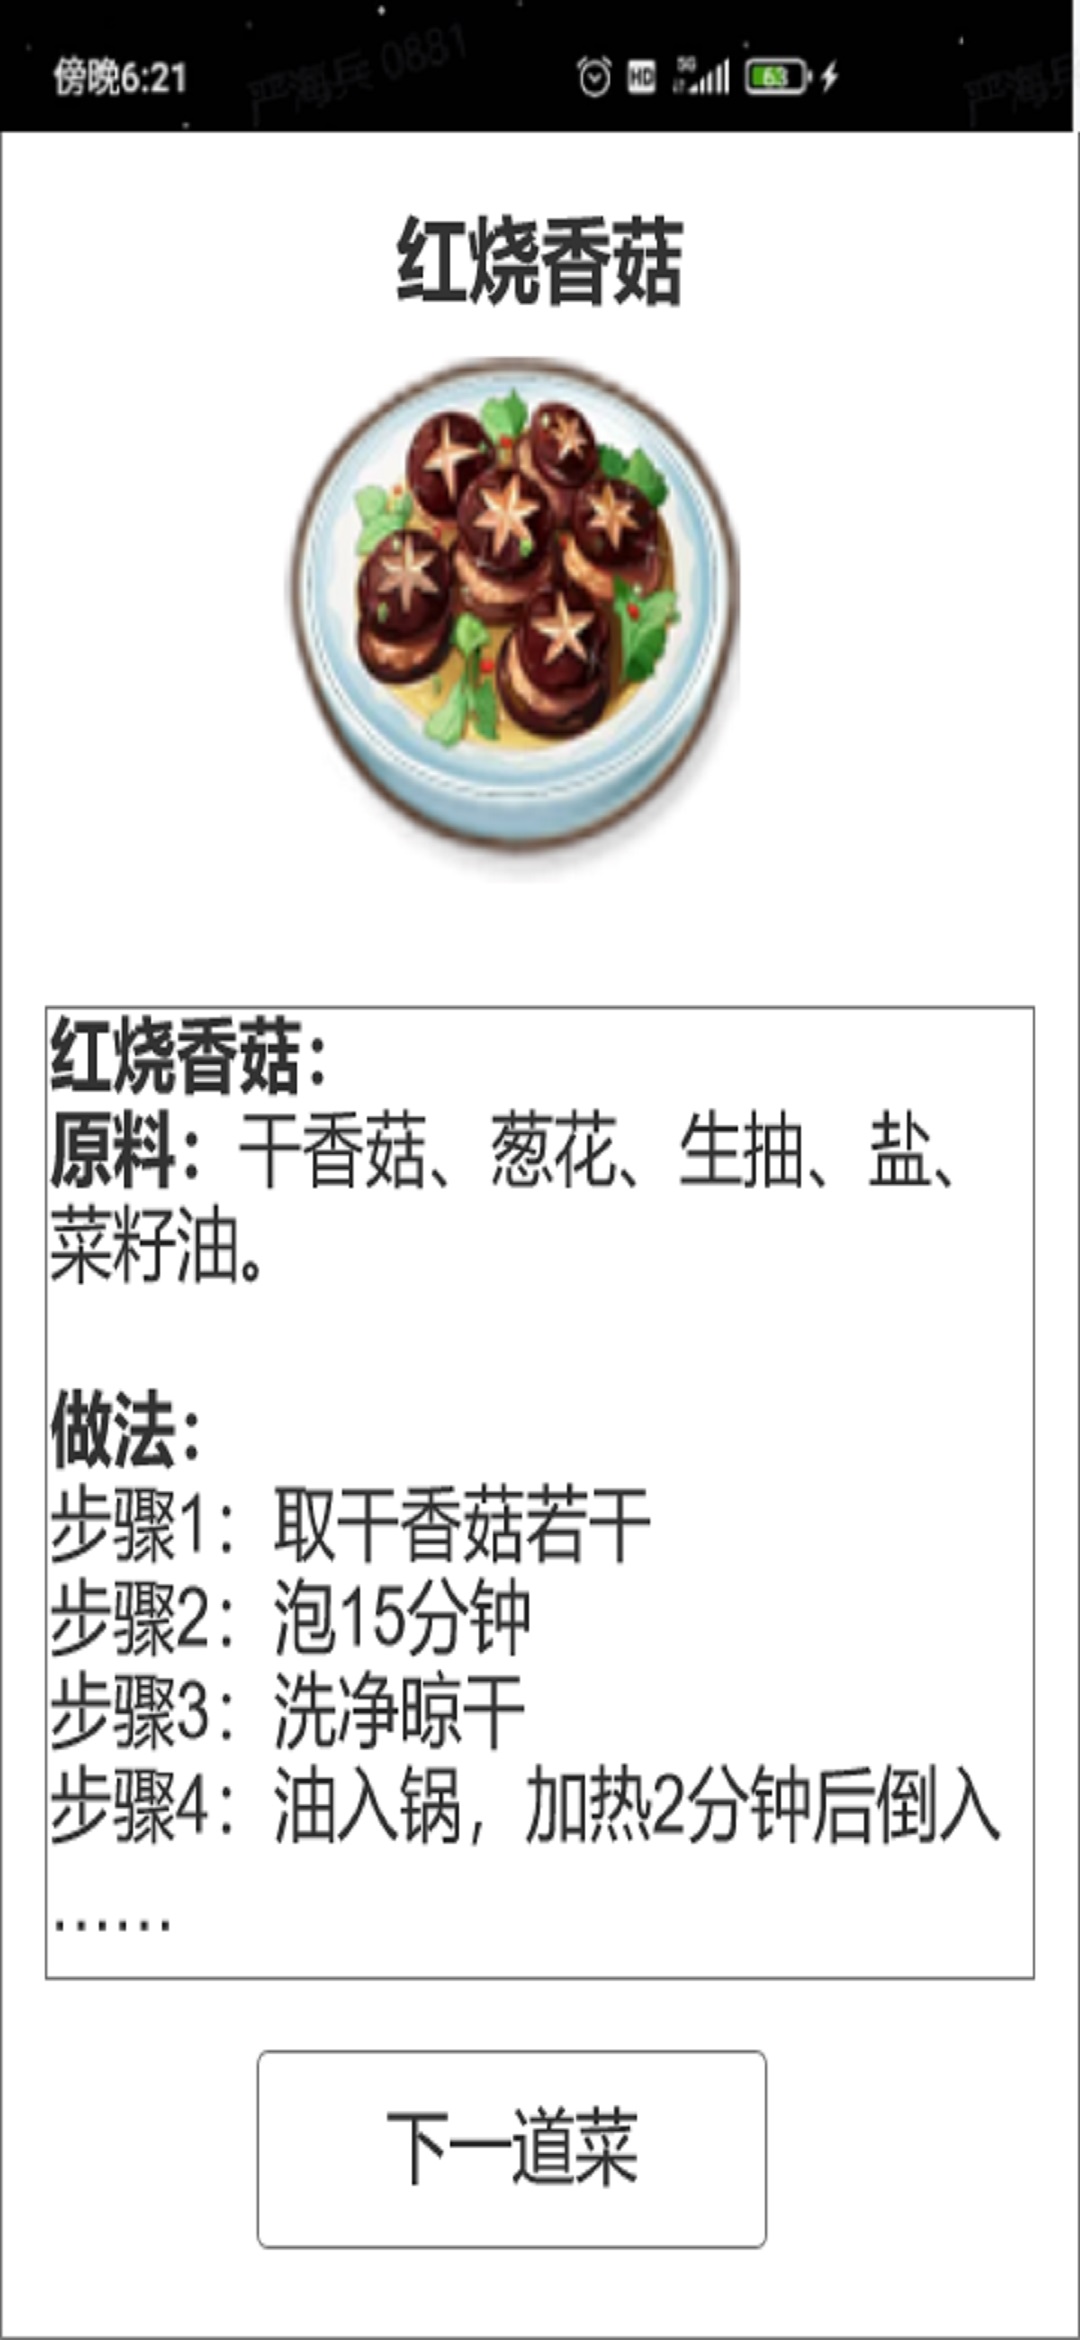 傍晚6:21
严海兵 0881
HD
5G
63
严海兵
红烧香菇
红烧香菇：
原料：干香菇、葱花、生抽、盐、
菜籽油。
做法：
步骤1：取干香菇若干
步骤2：泡15分钟
步骤3：洗净晾干
步骤4：油入锅，加热2分钟后倒入
……
下一道菜